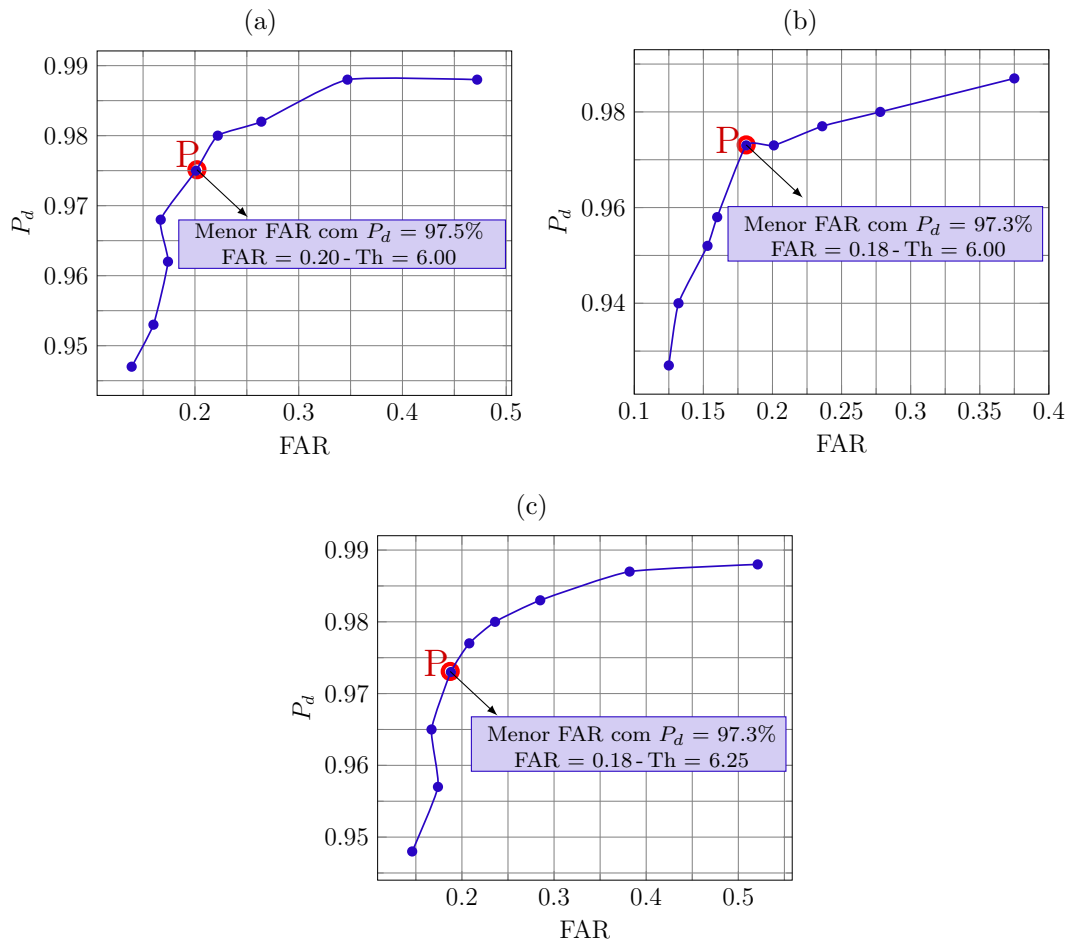 (a)
0.99
0.98
0.97
0.96
0.95
P_d
P
Menor FAR com P_d = 97.5%
FAR = 0.20 - Th = 6.00
0.2 0.3 0.4 0.5
FAR
(b)
0.98
0.96
0.94
P_d
P
Menor FAR com P_d = 97.3%
FAR = 0.18 - Th = 6.00
0.1 0.15 0.2 0.25 0.3 0.35 0.4
FAR
(c)
0.99
0.98
0.97
0.96
0.95
P_d
P
Menor FAR com P_d = 97.3%
FAR = 0.18 - Th = 6.25
0.2 0.3 0.4 0.5
FAR